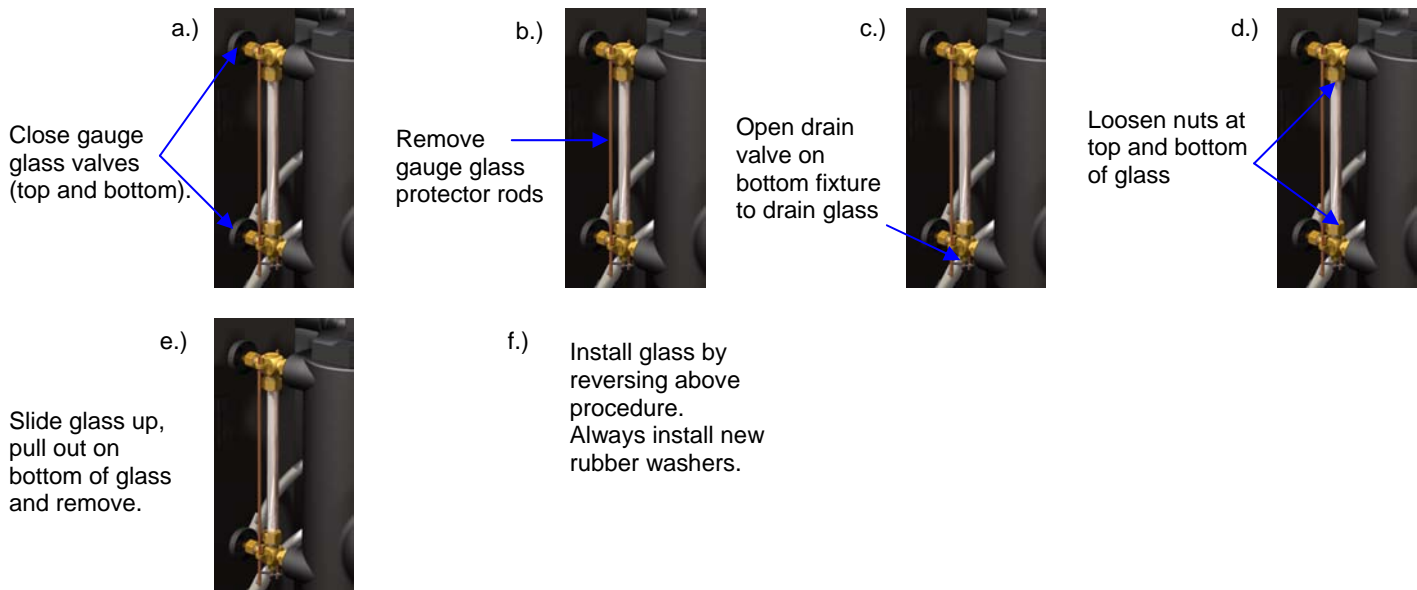 a.)
Close gauge
glass valves
(top and bottom).
b.)
Remove
gauge glass
protector rods
c.)
Open drain
valve on
bottom fixture
to drain glass
d.)
Loosen nuts at
top and bottom
of glass
e.)
Slide glass up,
pull out on
bottom of glass
and remove.
f.)
Install glass by
reversing above
procedure.
Always install new
rubber washers.